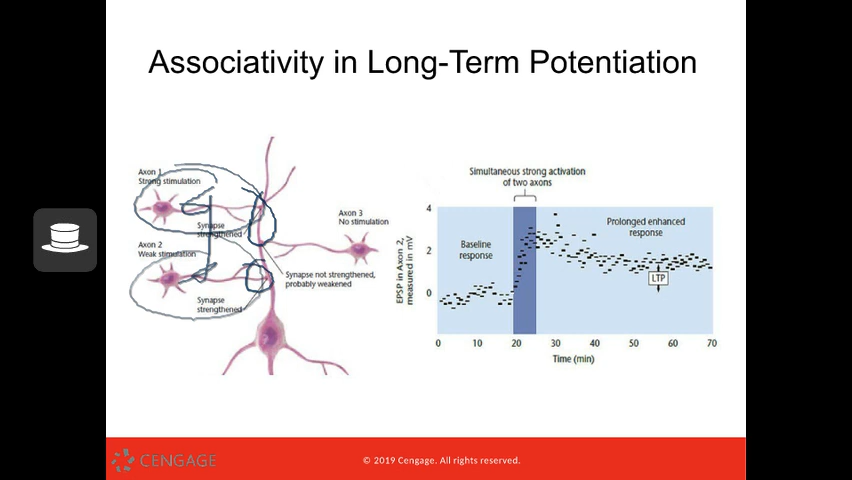 Associativity in Long-Term Potentiation
Axon 1
Strong stimulation
Synapse
strengthened
Axon 2
Weak stimulation
Synapse
strengthened
Axon 3
No stimulation
Synapse not strengthened,
probably weakened
Simultaneous strong activation
of two axons
EPSP in Axon 2,
measured in mV
4
2
0
Baseline
response
Prolonged enhanced
response
LTP
0 10 20 30 40 50 60 70
Time (min)
CENGAGE
© 2019 Cengage. All rights reserved.